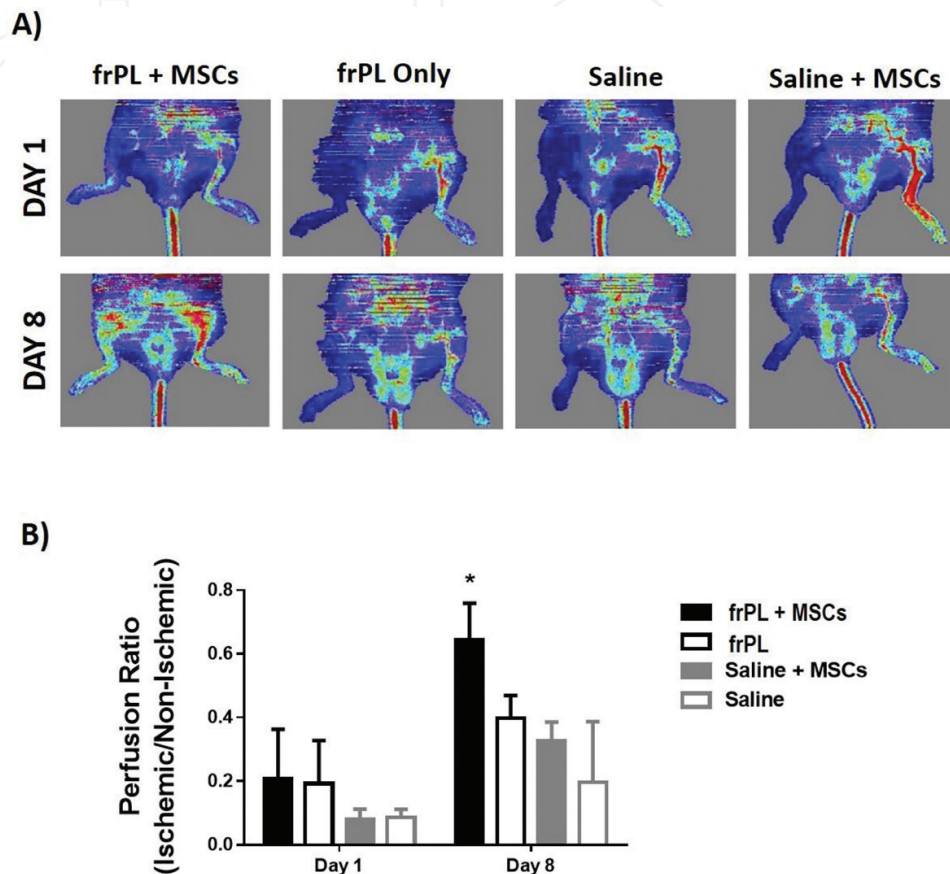 A)
frPL + MSCs frPL Only Saline Saline + MSCs
DAY 1
DAY 8
B)
Perfusion Ratio
(Ischemic/Non-Ischemic)
0.8
0.6
0.4
0.2
0.0
*
Day 1 Day 8
frPL + MSCs
frPL
Saline + MSCs
Saline